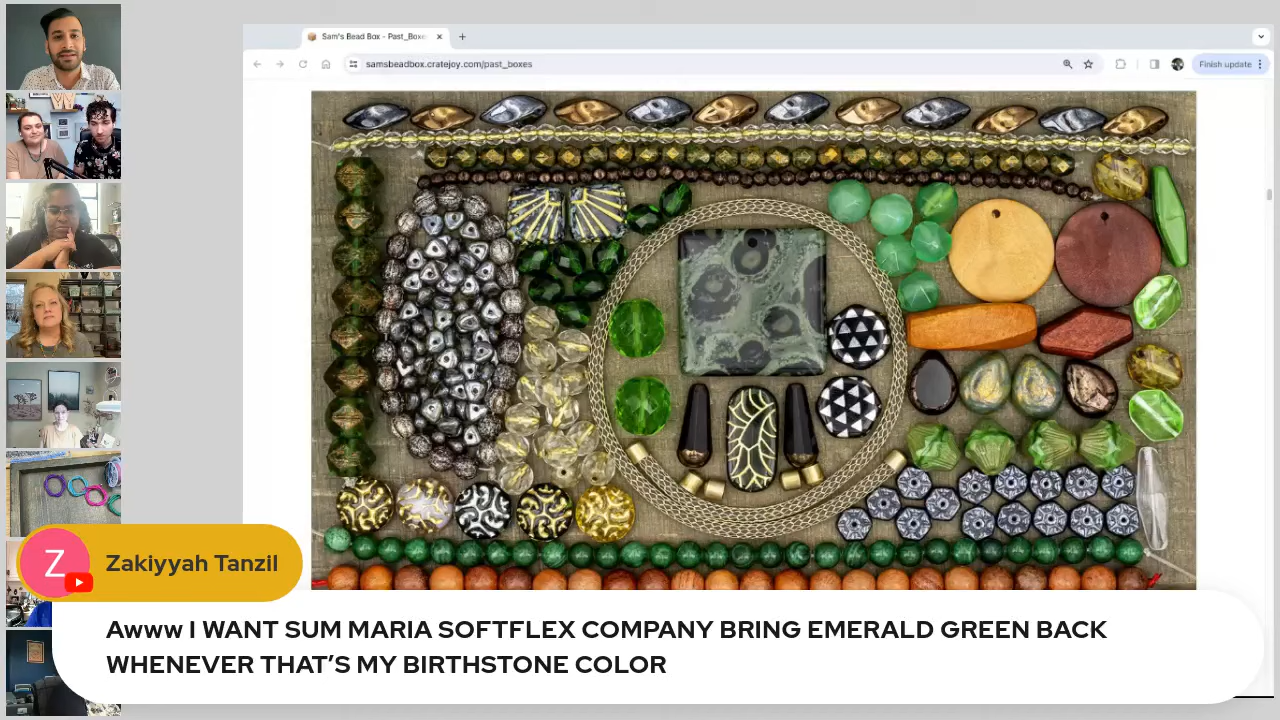 Sam's Bead Box - Past_Boxe
samsbeadbox.cratejoy.com/past_boxes
Finish update
Z
Zakiyyah Tanzil
Awww I WANT SUM MARIA SOFTFLEX COMPANY BRING EMERALD GREEN BACK
WHENEVER THAT'S MY BIRTHSTONE COLOR